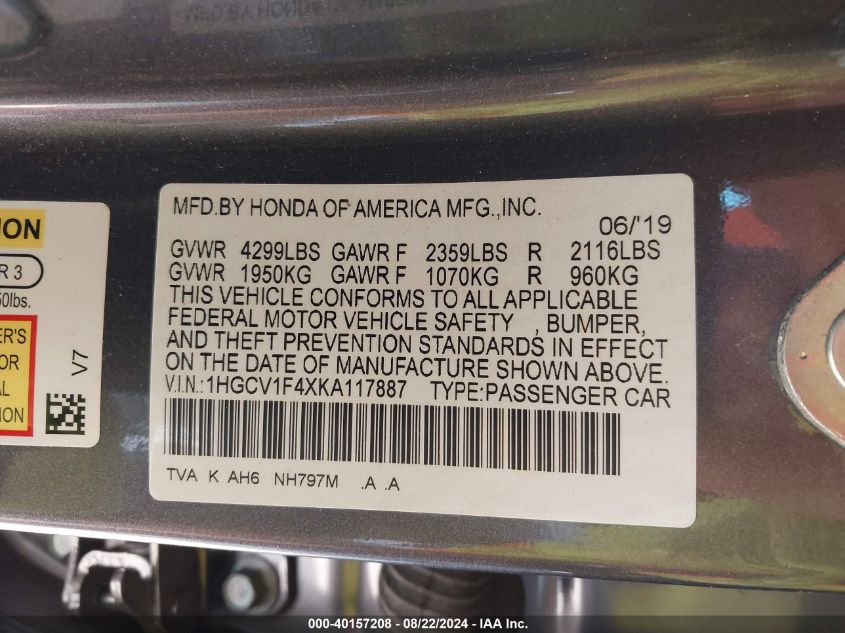 MFD.BY HONDA OF AMERICA MFG.,INC.
06/'19
GVWR 4299LBS GAWR F 2359LBS R 2116LBS
GVWR 1950KG GAWR F 1070KG R 960KG
THIS VEHICLE CONFORMS TO ALL APPLICABLE
FEDERAL MOTOR VEHICLE SAFETY , BUMPER,
AND THEFT PREVENTION STANDARDS IN EFFECT
ON THE DATE OF MANUFACTURE SHOWN ABOVE.
V.I.N.:1HGCV1F4XKA117887 TYPE:PASSENGER CAR
TVA K AH6 NH797M .A .A
R 3
V7
000-40157208 - 08/22/2024 - IAA Inc.